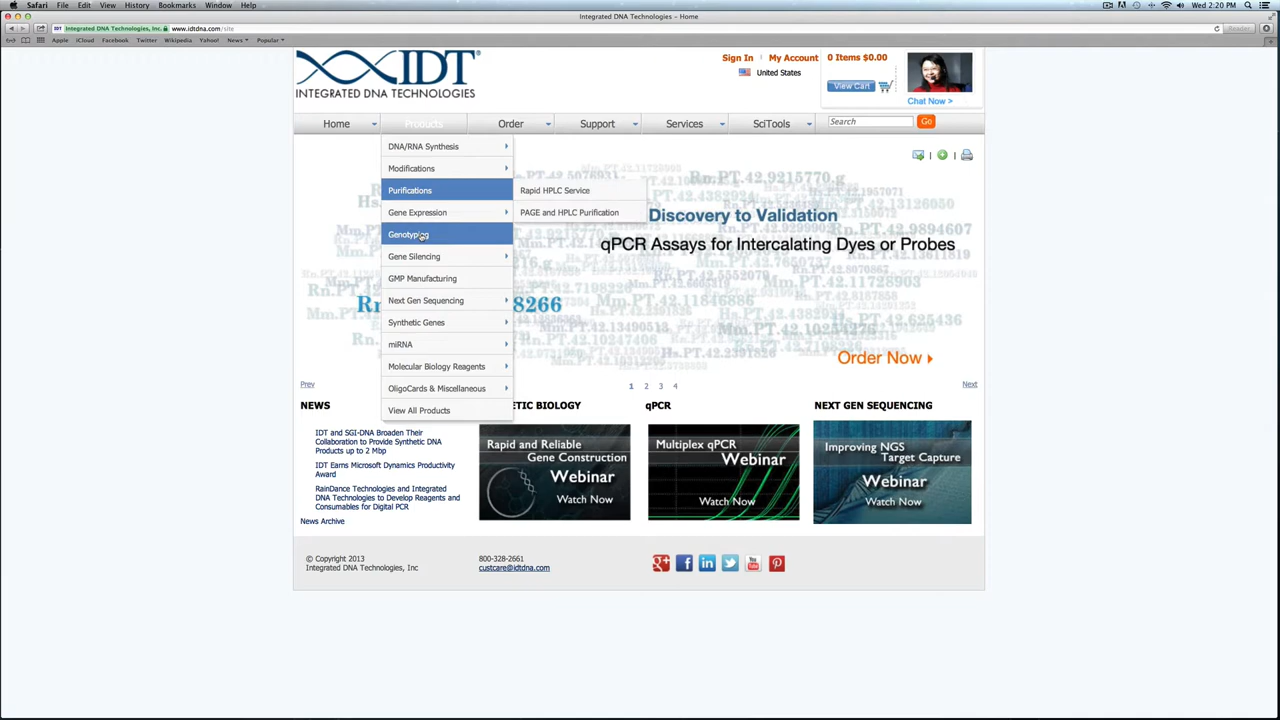 Safari File Edit View History Bookmarks Window Help Wed 2:20 PM
Integrated DNA Technologies – Home
IDT Integrated DNA Technologies, Inc. www.idtdna.com/site Reader
Apple iCloud Facebook Twitter Wikipedia Yahoo! News Popular
IDT
INTEGRATED DNA TECHNOLOGIES
Sign In My Account
United States
0 Items $0.00
View Cart
Chat Now >
Home Products Order Support Services SciTools Search Go
DNA/RNA Synthesis
Modifications
Purifications
Gene Expression
Genotyping
Gene Silencing
GMP Manufacturing
Next Gen Sequencing
Synthetic Genes
miRNA
Molecular Biology Reagents
OligoCards & Miscellaneous
View All Products
Rapid HPLC Service
PAGE and HPLC Purification
Discovery to Validation
qPCR Assays for Intercalating Dyes or Probes
Order Now
Prev 1 2 3 4 Next
NEWS
IDT and SGI-DNA Broaden Their
Collaboration to Provide Synthetic DNA
Products up to 2 Mbp
IDT Earns Microsoft Dynamics Productivity
Award
RainDance Technologies and Integrated
DNA Technologies to Develop Reagents and
Consumables for Digital PCR
News Archive
ETIC BIOLOGY
Rapid and Reliable
Gene Construction
Webinar
Watch Now
qPCR
Multiplex qPCR
Webinar
Watch Now
NEXT GEN SEQUENCING
Improving NGS
Target Capture
Webinar
Watch Now
© Copyright 2013
Integrated DNA Technologies, Inc
800-328-2661
custcare@idtdna.com